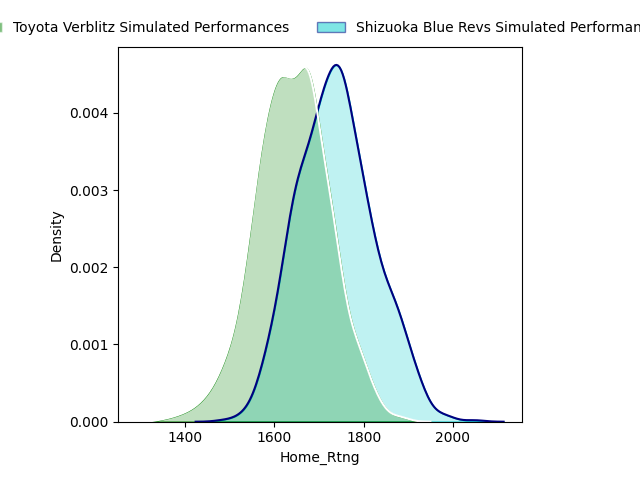 Toyota Verblitz Simulated Performances
Shizuoka Blue Revs Simulated Performan
0.004
0.003
0.002
0.001
0.000
Density
1400 1600 1800 2000
Home_Rtng